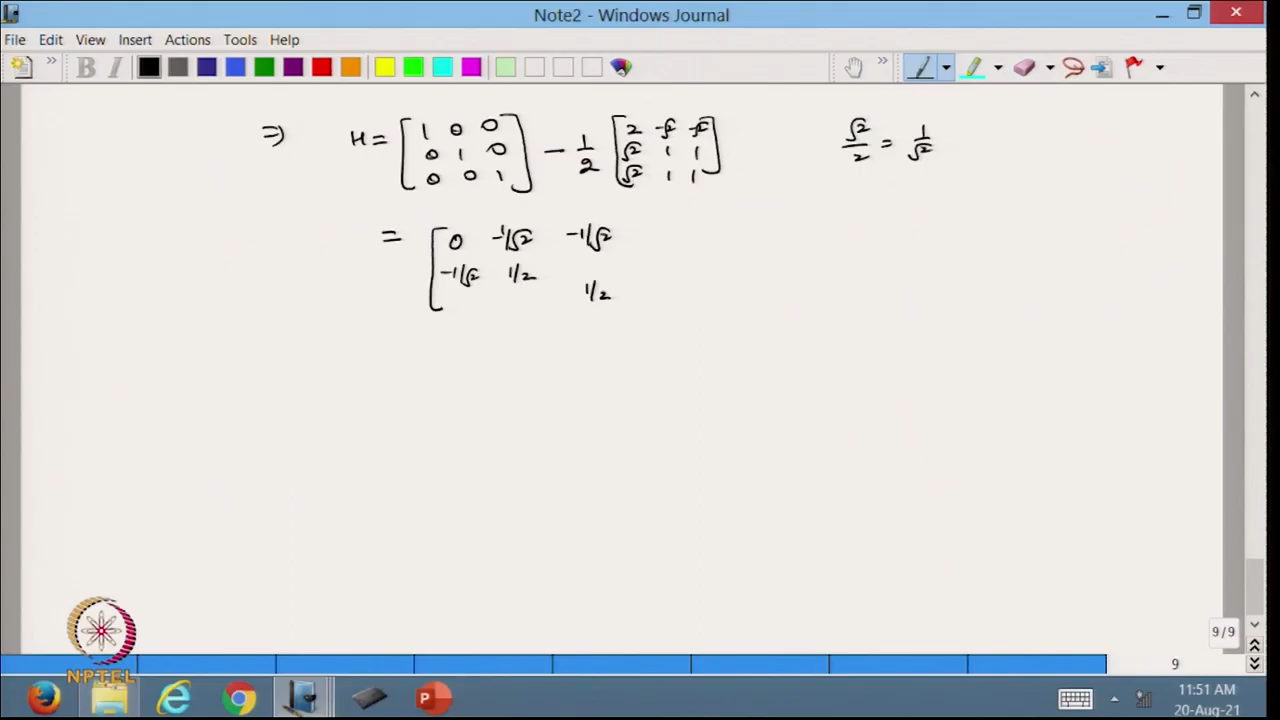 Note2 - Windows Journal
File Edit View Insert Actions Tools Help
⇒ H = [1 0 0; 0 1 0; 0 0 1] - 1/2 [2 -√2 -√2; √2 1 1; √2 1 1] √2/2 = 1/√2
= [0 -1/√2 -1/√2
-1/√2 1/2
1/2
9/9
NPTEL
9
11:51 AM
20-Aug-21